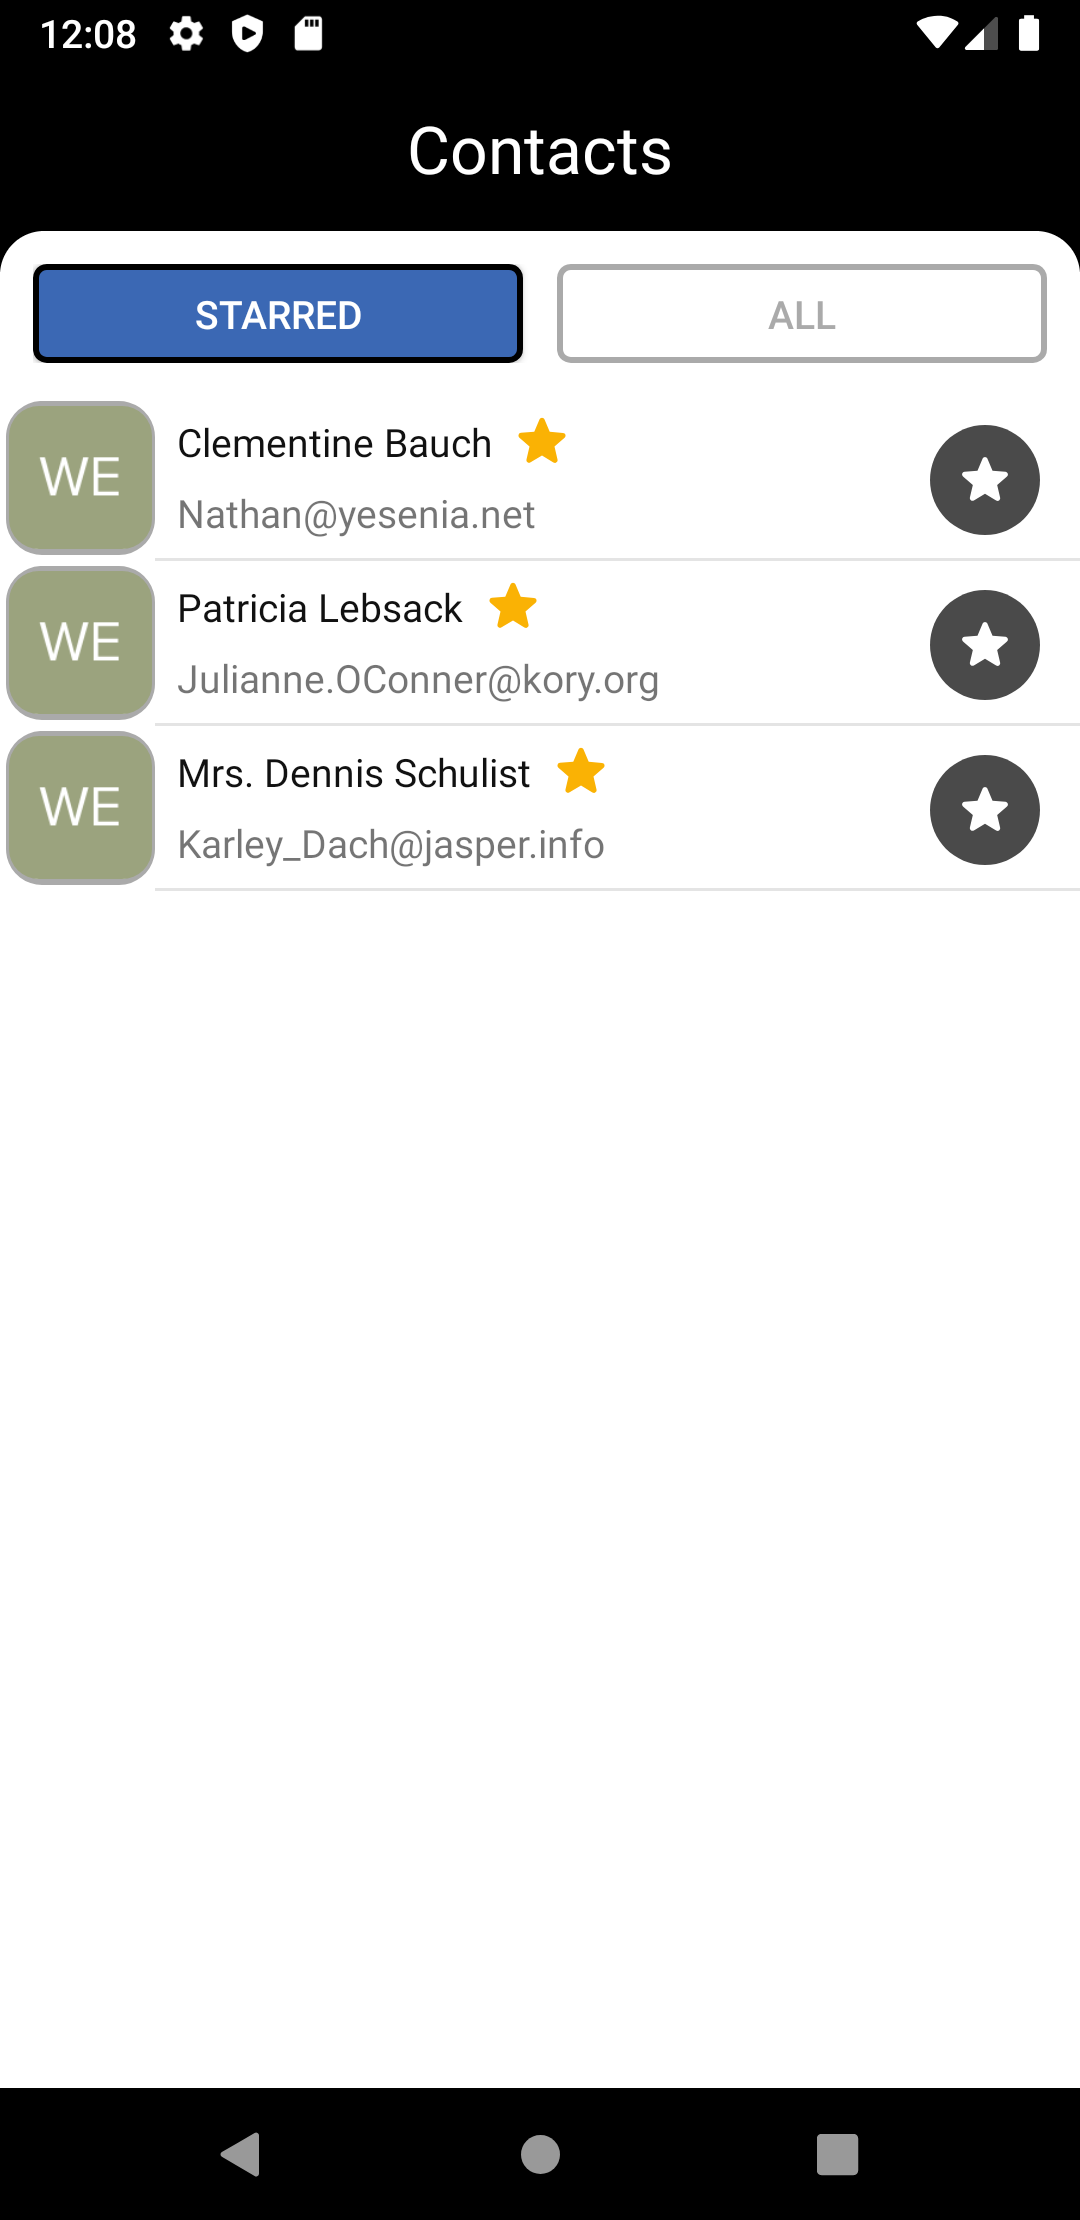 12:08
Contacts
STARRED
ALL
WE
Clementine Bauch
Nathan@yesenia.net
WE
Patricia Lebsack
Julianne.OConner@kory.org
WE
Mrs. Dennis Schulist
Karley_Dach@jasper.info